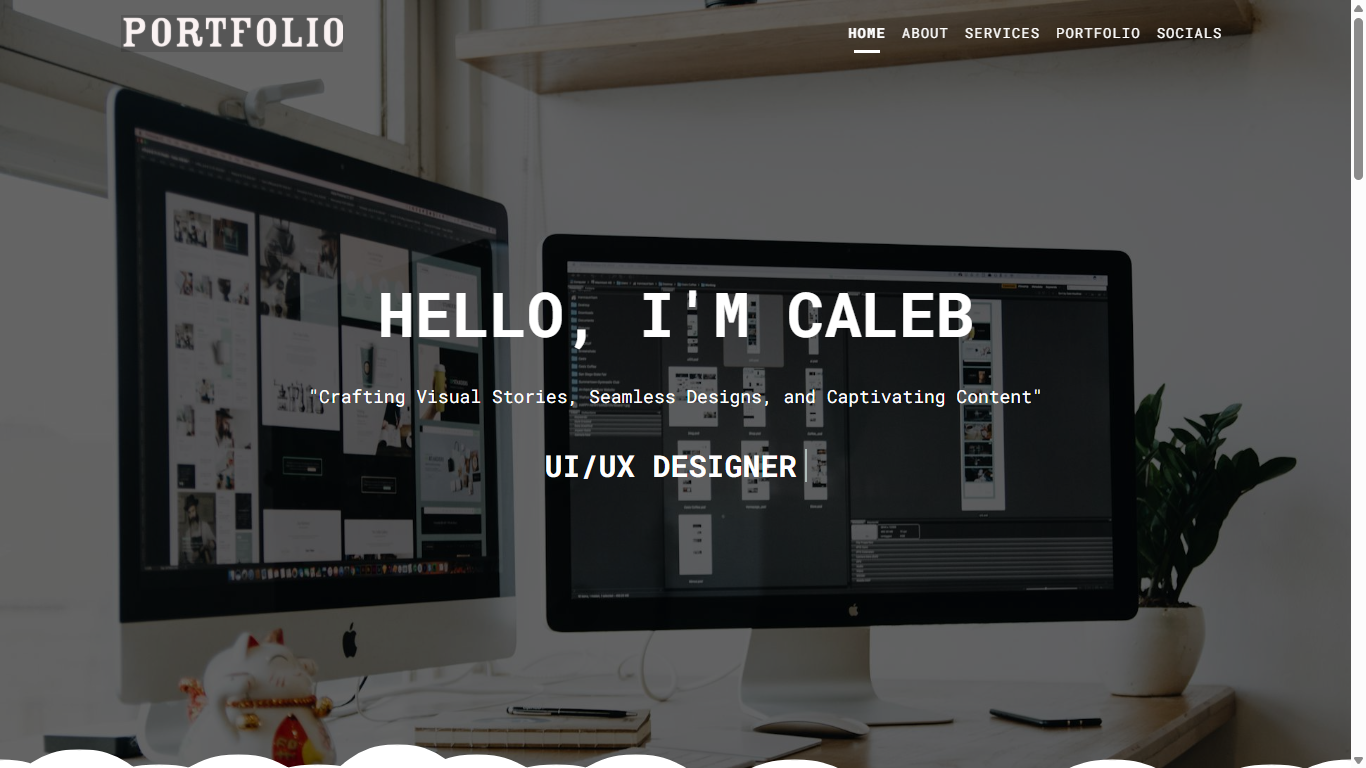 PORTFOLIO
HOME ABOUT SERVICES PORTFOLIO SOCIALS
HELLO, I'M CALEB
"Crafting Visual Stories, Seamless Designs, and Captivating Content"
UI/UX DESIGNER